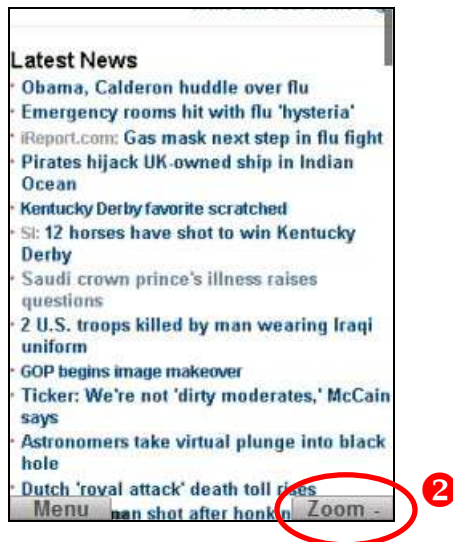 Latest News
Obama, Calderon huddle over flu
Emergency rooms hit with flu 'hysteria'
iReport.com: Gas mask next step in flu fight
Pirates hijack UK-owned ship in Indian
Ocean
Kentucky Derby favorite scratched
SI: 12 horses have shot to win Kentucky
Derby
Saudi crown prince's illness raises
questions
2 U.S. troops killed by man wearing Iraqi
uniform
GOP begins image makeover
Ticker: We're not 'dirty moderates,' McCain
says
Astronomers take virtual plunge into black
hole
Dutch 'royal attack' death toll rises
Menu shot after Zoom -
2